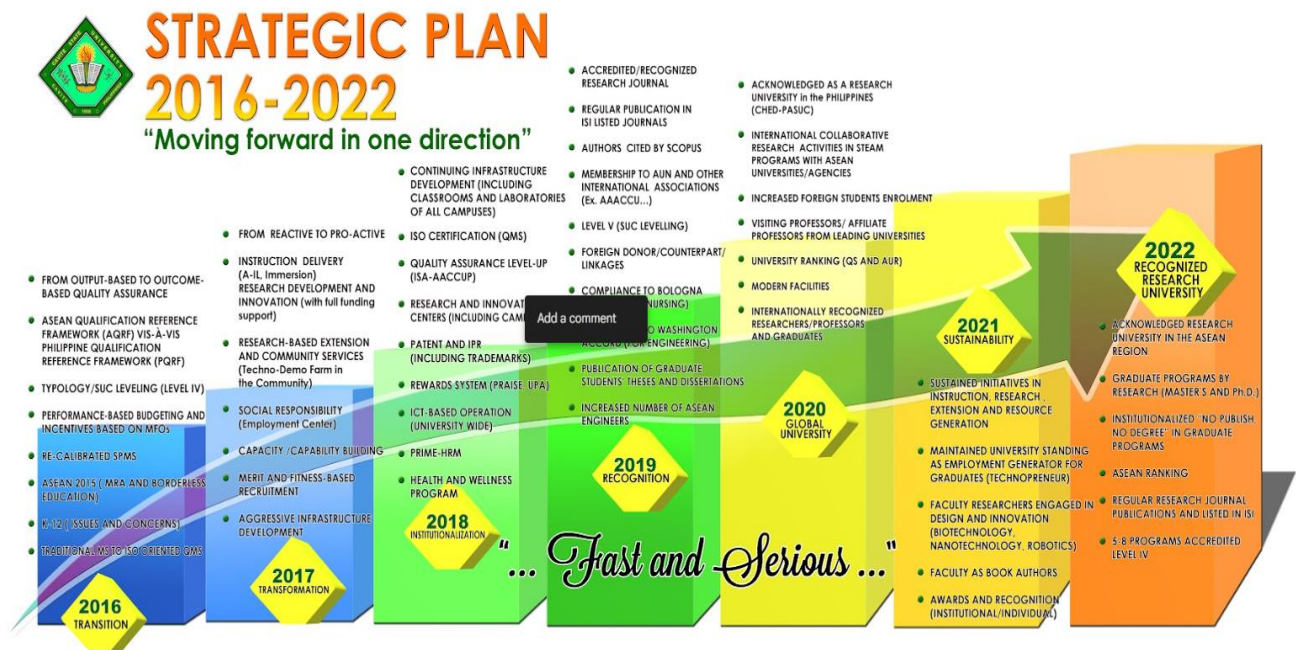 STRATEGIC PLAN
2016-2022
“Moving forward in one direction”
FROM OUTPUT-BASED TO OUTCOME-
BASED QUALITY ASSURANCE
ASEAN QUALIFICATION REFERENCE
FRAMEWORK (AQRF) VIS-À-VIS
PHILIPPINE QUALIFICATION
REFERENCE FRAMEWORK (PQRF)
TYPOLOGY/SUC LEVELING (LEVEL IV)
PERFORMANCE-BASED BUDGETING AND
INCENTIVES BASED ON MFOs
RE-CALIBRATED SPMS
ASEAN 2015 ( MRA AND BORDERLESS
EDUCATION)
K-12 ( ISSUES AND CONCERNS)
TRADITIONAL MS TO ISO ORIENTED QMS
2016
TRANSITION
FROM REACTIVE TO PRO-ACTIVE
INSTRUCTION DELIVERY
(A-IL, Immersion)
RESEARCH DEVELOPMENT AND
INNOVATION (with full funding
support)
RESEARCH-BASED EXTENSION
AND COMMUNITY SERVICES
(Techno-Demo Farm in
the Community)
SOCIAL RESPONSIBILITY
(Employment Center)
CAPACITY /CAPABILITY BUILDING
MERIT AND FITNESS-BASED
RECRUITMENT
AGGRESSIVE INFRASTRUCTURE
DEVELOPMENT
2017
TRANSFORMATION
CONTINUING INFRASTRUCTURE
DEVELOPMENT (INCLUDING
CLASSROOMS AND LABORATORIES
OF ALL CAMPUSES)
ISO CERTIFICATION (QMS)
QUALITY ASSURANCE LEVEL-UP
(ISA-AACCUP)
RESEARCH AND
CENTERS (INCLUDING
PATENT AND IPR
(INCLUDING TRADEMARKS)
REWARDS SYSTEM (PRAISE, UPA)
ICT-BASED OPERATION
(UNIVERSITY WIDE)
PRIME-HRM
HEALTH AND WELLNESS
PROGRAM
2018
INSTITUTIONALIZATION
ACCREDITED/RECOGNIZED
RESEARCH JOURNAL
REGULAR PUBLICATION IN
ISI LISTED JOURNALS
AUTHORS CITED BY SCOPUS
MEMBERSHIP TO AUN AND OTHER
INTERNATIONAL ASSOCIATIONS
(Ex. AAACCU...)
LEVEL V (SUC LEVELLING)
FOREIGN DONOR/COUNTERPART/
LINKAGES
COMPLIANCE TO BOLOGNA
NURSING)
Add a comment
WASHINGTON
ACCORD (FOR ENGINEERING)
PUBLICATION OF GRADUATE
STUDENTS' THESES AND DISSERTATIONS
INCREASED NUMBER OF ASEAN
ENGINEERS
2019
RECOGNITION
ACKNOWLEDGED AS A RESEARCH
UNIVERSITY in the PHILIPPINES
(CHED-PASUC)
INTERNATIONAL COLLABORATIVE
RESEARCH ACTIVITIES IN STEAM
PROGRAMS WITH ASEAN
UNIVERSITIES/AGENCIES
INCREASED FOREIGN STUDENTS ENROLMENT
VISITING PROFESSORS/ AFFILIATE
PROFESSORS FROM LEADING UNIVERSITIES
UNIVERSITY RANKING (QS AND AUR)
MODERN FACILITIES
INTERNATIONALLY RECOGNIZED
RESEARCHERS/PROFESSORS
AND GRADUATES
2020
GLOBAL
UNIVERSITY
2021
SUSTAINABILITY
SUSTAINED INITIATIVES IN
INSTRUCTION, RESEARCH ,
EXTENSION AND RESOURCE
GENERATION
MAINTAINED UNIVERSITY STANDING
AS EMPLOYMENT GENERATOR FOR
GRADUATES (TECHNOPRENEUR)
FACULTY RESEARCHERS ENGAGED IN
DESIGN AND INNOVATION
(BIOTECHNOLOGY,
NANOTECHNOLOGY, ROBOTICS)
FACULTY AS BOOK AUTHORS
AWARDS AND RECOGNITION
(INSTITUTIONAL/INDIVIDUAL)
2022
RECOGNIZED
RESEARCH
UNIVERSITY
ACKNOWLEDGED RESEARCH
UNIVERSITY IN THE ASEAN
REGION
GRADUATE PROGRAMS BY
RESEARCH (MASTER'S AND Ph.D.)
INSTITUTIONALIZED "NO PUBLISH
NO DEGREE" IN GRADUATE
PROGRAMS
ASEAN RANKING
REGULAR RESEARCH JOURNAL
PUBLICATIONS AND LISTED IN ISI
5-8 PROGRAMS ACCREDITED
LEVEL IV
"... Fast and Serious ..."